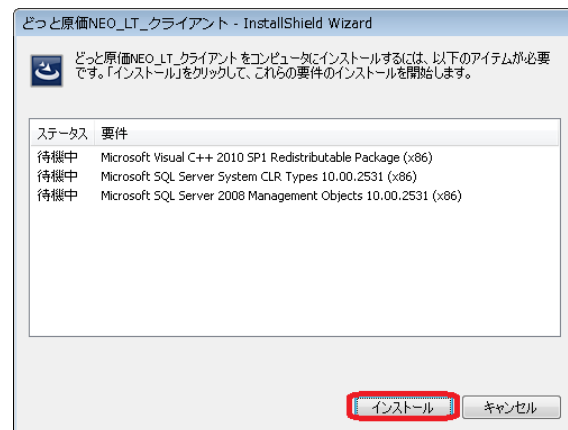 どっと原価NEO_LT_クライアント - InstallShield Wizard
どっと原価NEO_LT_クライアント をコンピュータにインストールするには、以下のアイテムが必要
です。「インストール」をクリックして、これらの要件のインストールを開始します。
ステータス 要件
待機中 Microsoft Visual C++ 2010 SP1 Redistributable Package (x86)
待機中 Microsoft SQL Server System CLR Types 10.00.2531 (x86)
待機中 Microsoft SQL Server 2008 Management Objects 10.00.2531 (x86)
インストール キャンセル